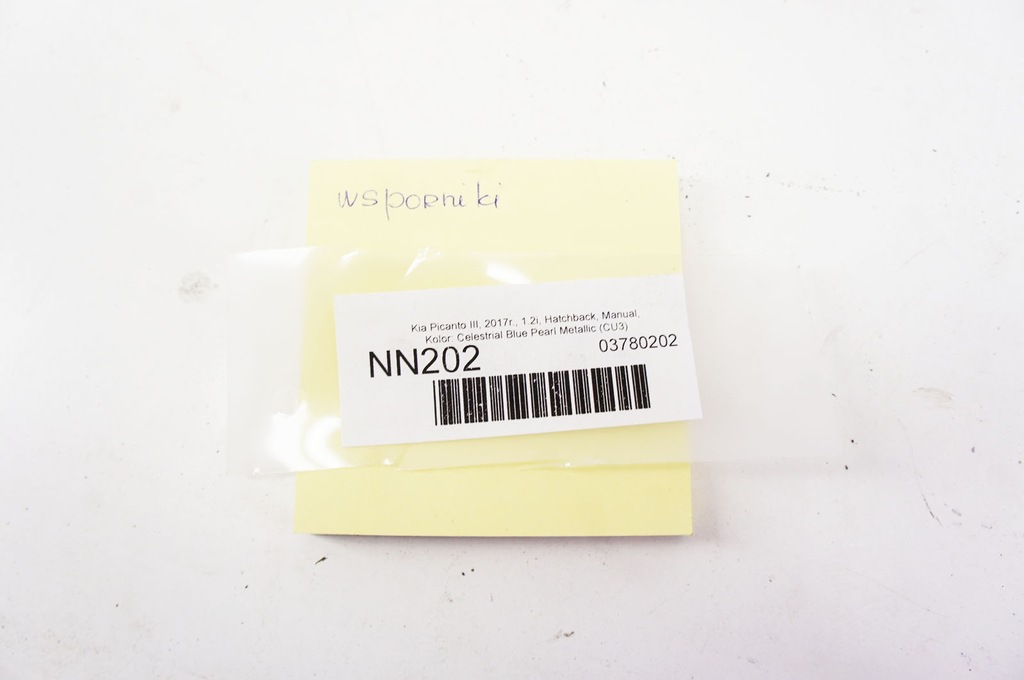 wsporniki
Kia Picanto III, 2017r., 1.2i, Hatchback, Manual,
Kolor: Celestrial Blue Pearl Metallic (CU3)
NN202 03780202